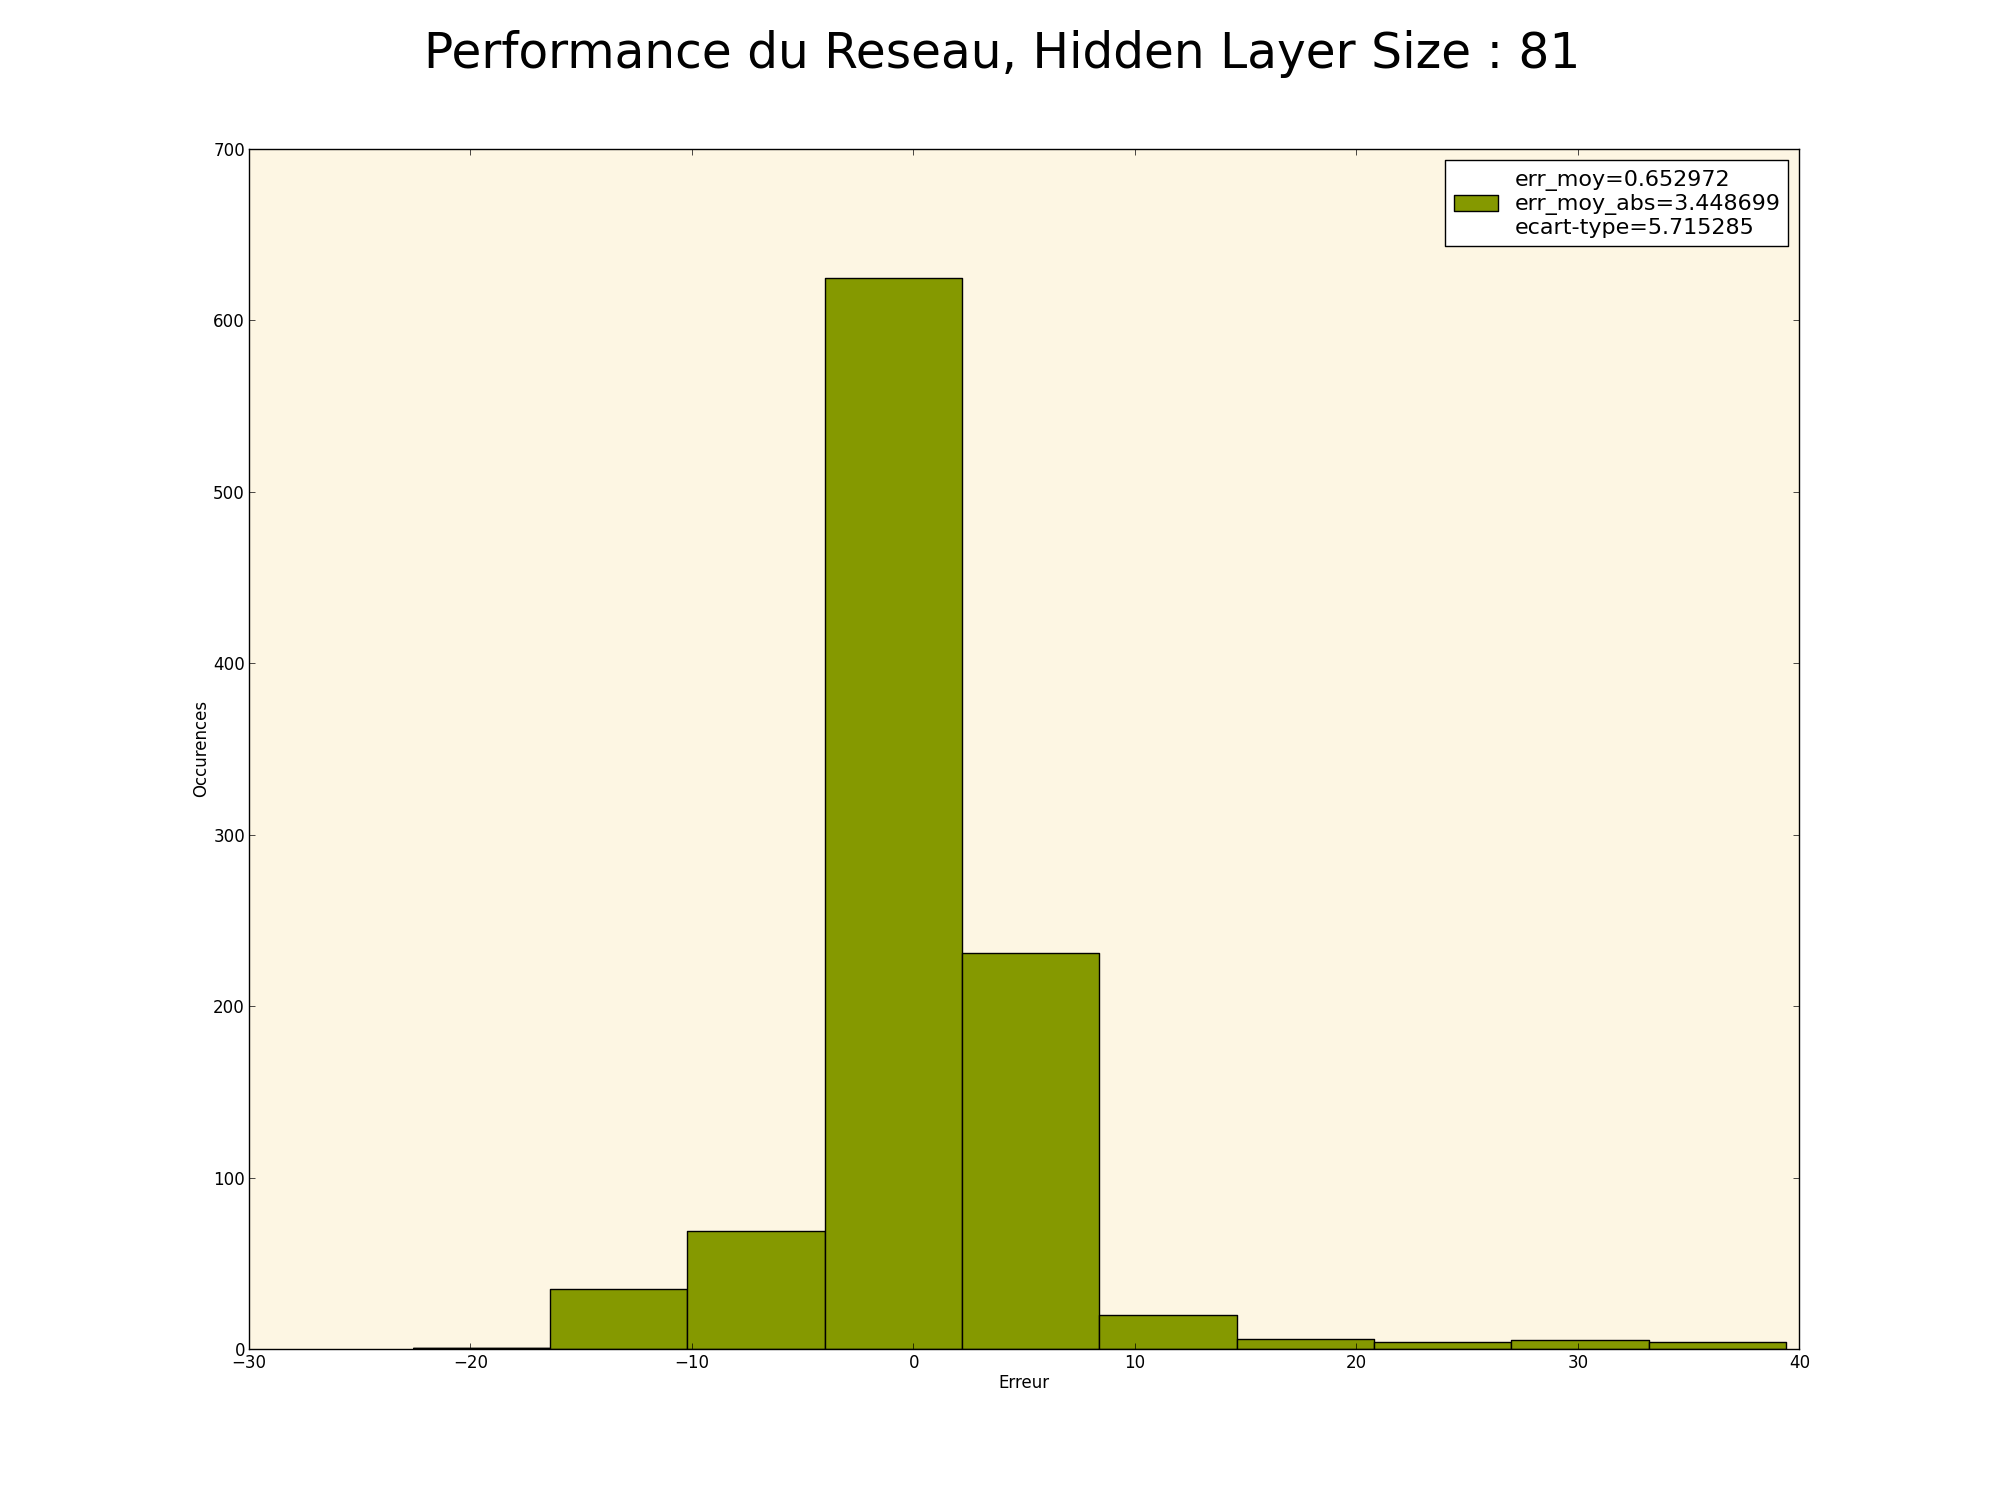 Performance du Reseau, Hidden Layer Size : 81
700
err_moy=0.652972
err_moy_abs=3.448699
ecart-type=5.715285
600
500
400
Occurences
300
200
100
0
−30 −20 −10 0 10 20 30 40
Erreur